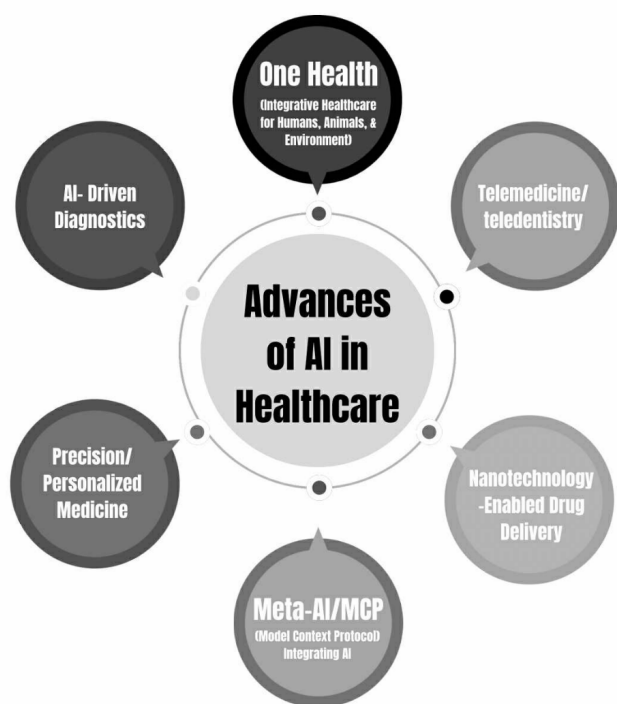 One Health
(Integrative Healthcare
for Humans, Animals, &
Environment)
AI- Driven
Diagnostics
Telemedicine/
teledentistry
Advances
of AI in
Healthcare
Precision/
Personalized
Medicine
Nanotechnology
-Enabled Drug
Delivery
Meta-AI/MCP
(Model Context Protocol)
Integrating AI